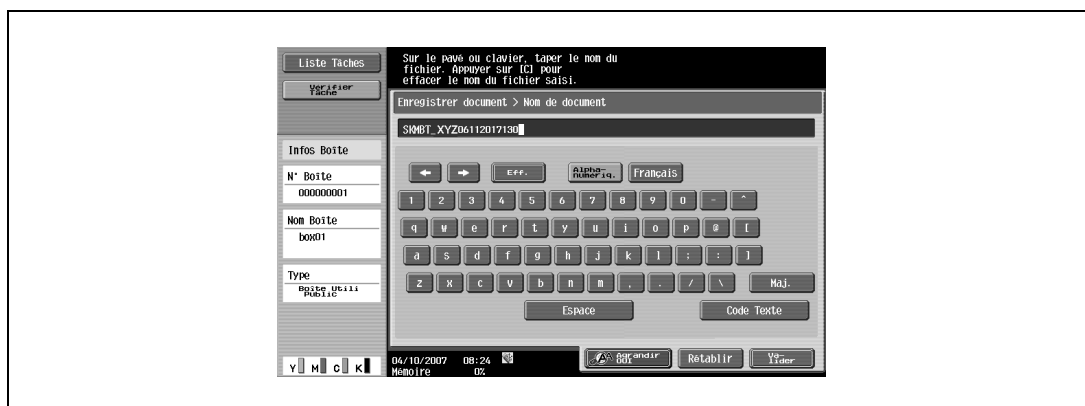 Liste Tâches
Vérifier
Tâche
Sur le pavé ou clavier, taper le nom du
fichier. Appuyer sur [C] pour
effacer le nom du fichier saisi.
Enregistrer document > Nom de document
SKMBT_XYZ06112017130
Infos Boîte
N° Boîte
000000001
Nom Boîte
box01
Type
Boîte Utili
Public
Eff.
Alpha-
numériq.
Français
1 2 3 4 5 6 7 8 9 0 - ^
q w e r t y u i o p @ [
a s d f g h j k l ; : ]
z x c v b n m , . / \ Maj.
Espace Code Texte
04/10/2007 08:24
Mémoire 0%
Agrandir
OUI
Rétablir
Va-
lider
Y M C K